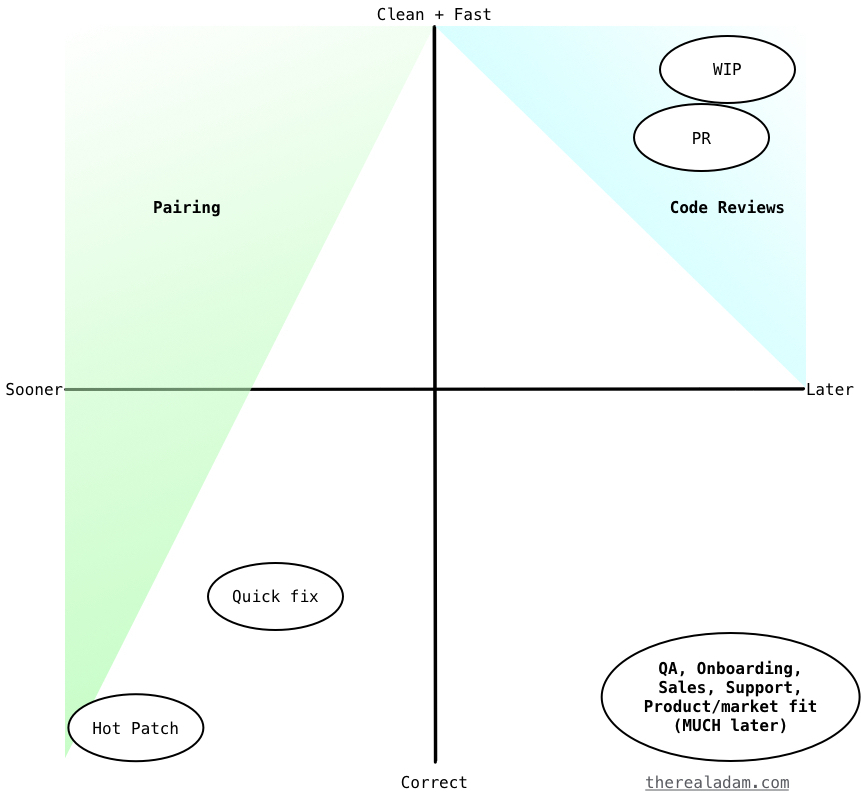 Clean + Fast
WIP
PR
Pairing
Code Reviews
Sooner
Later
Quick fix
QA, Onboarding,
Sales, Support,
Product/market fit
(MUCH later)
Hot Patch
Correct
therealadam.com